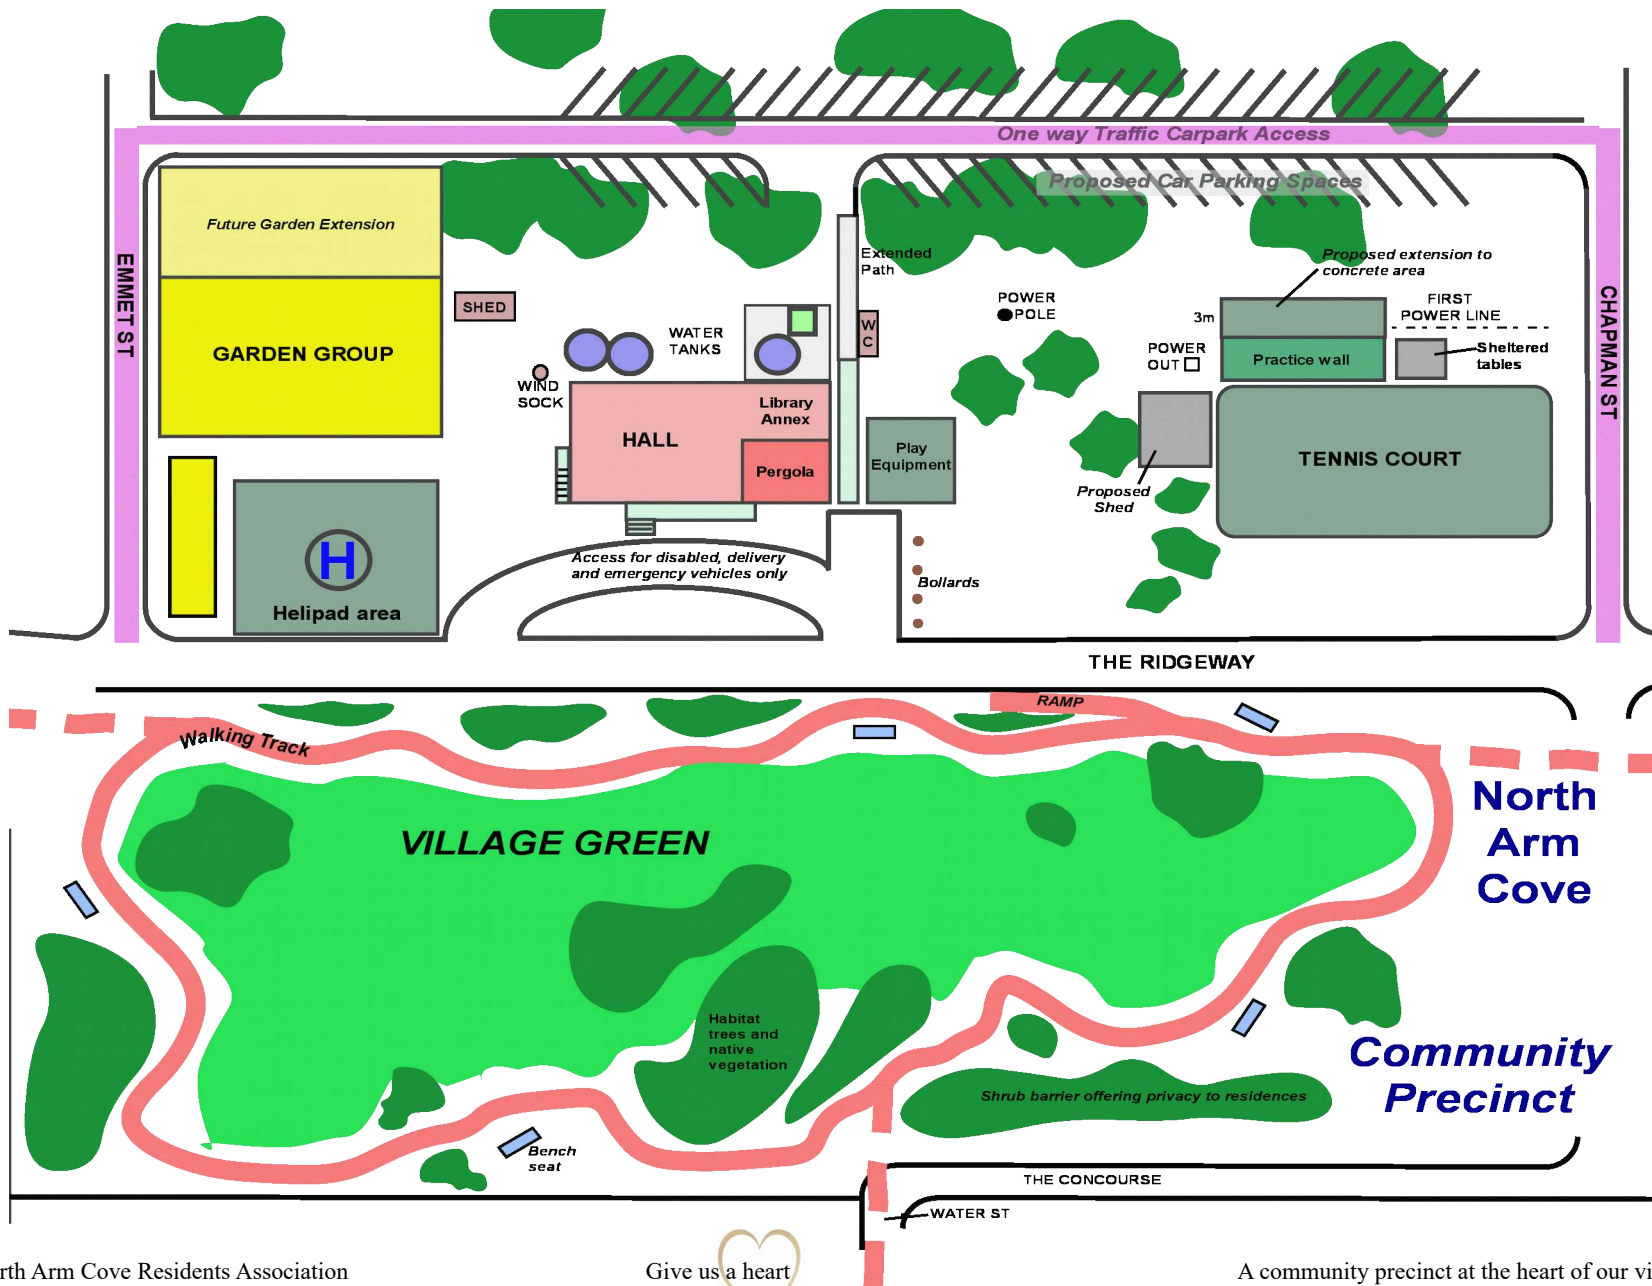 One way Traffic Carpark Access
Proposed Car Parking Spaces
Future Garden Extension
EMMET ST
CHAPMAN ST
GARDEN GROUP
SHED
WATER
TANKS
WIND
SOCK
Extended
Path
W
C
POWER
POLE
Proposed extension to
concrete area
3m
FIRST
POWER LINE
POWER
OUT
Practice wall
Sheltered
tables
Library
Annex
HALL
Pergola
Play
Equipment
TENNIS COURT
Proposed
Shed
H
Helipad area
Access for disabled, delivery
and emergency vehicles only
Bollards
THE RIDGEWAY
RAMP
Walking Track
VILLAGE GREEN
North
Arm
Cove
Habitat
trees and
native
vegetation
Community
Precinct
Shrub barrier offering privacy to residences
Bench
seat
THE CONCOURSE
WATER ST
rth Arm Cove Residents Association
Give us a heart
A community precinct at the heart of our